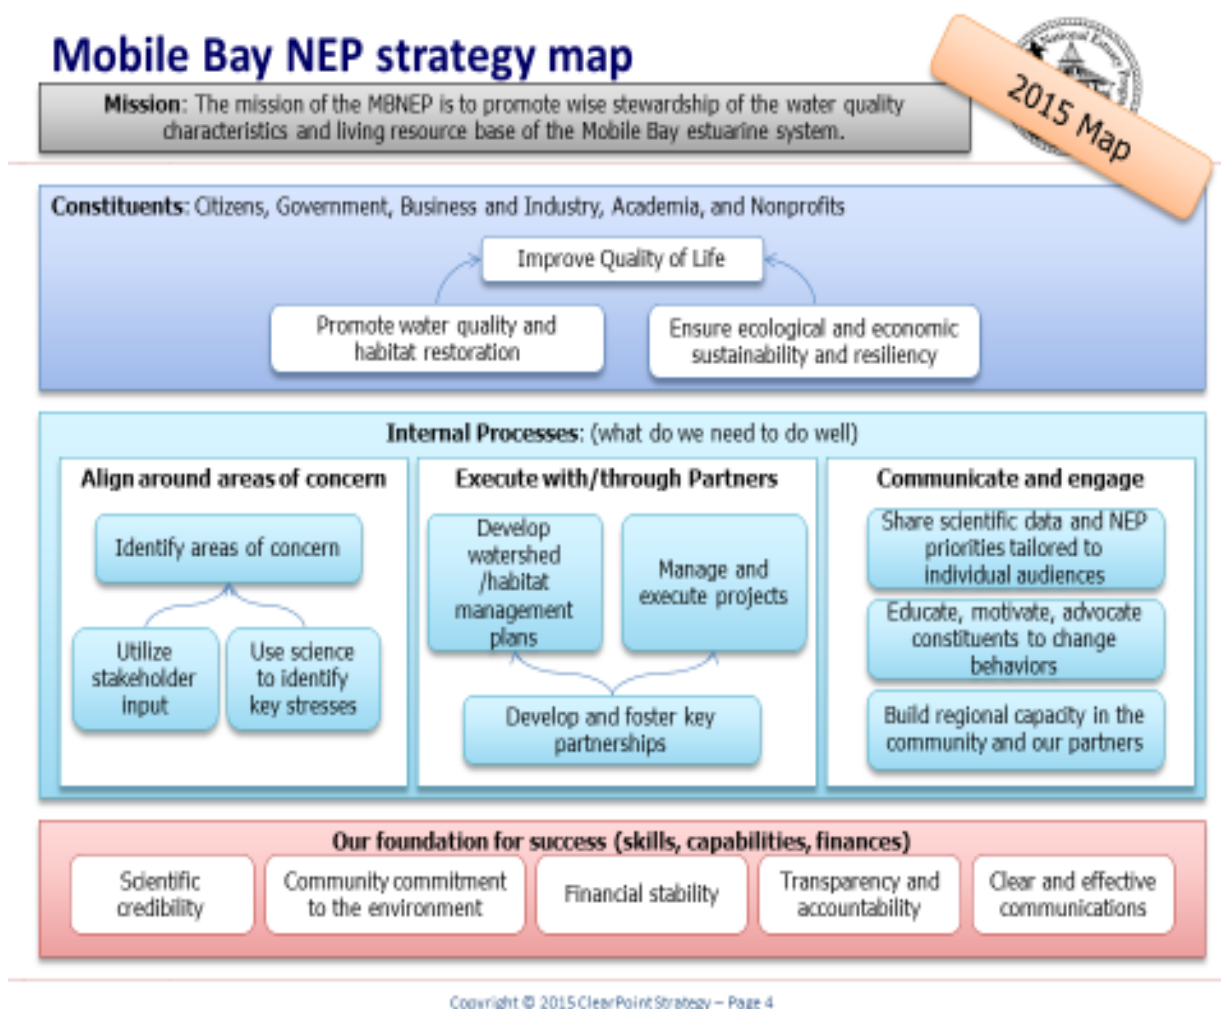 Mobile Bay NEP strategy map
National Estuary Program
2015 Map
Mission: The mission of the MBNEP is to promote wise stewardship of the water quality
characteristics and living resource base of the Mobile Bay estuarine system.
Constituents: Citizens, Government, Business and Industry, Academia, and Nonprofits
Improve Quality of Life
Promote water quality and
habitat restoration
Ensure ecological and economic
sustainability and resiliency
Internal Processes: (what do we need to do well)
Align around areas of concern
Identify areas of concern
Utilize
stakeholder
input
Use science
to identify
key stresses
Execute with/through Partners
Develop
watershed
/habitat
management
plans
Manage and
execute projects
Develop and foster key
partnerships
Communicate and engage
Share scientific data and NEP
priorities tailored to
individual audiences
Educate, motivate, advocate
constituents to change
behaviors
Build regional capacity in the
community and our partners
Our foundation for success (skills, capabilities, finances)
Scientific
credibility
Community commitment
to the environment
Financial stability
Transparency and
accountability
Clear and effective
communications
Copyright © 2015 ClearPoint Strategy – Page 4